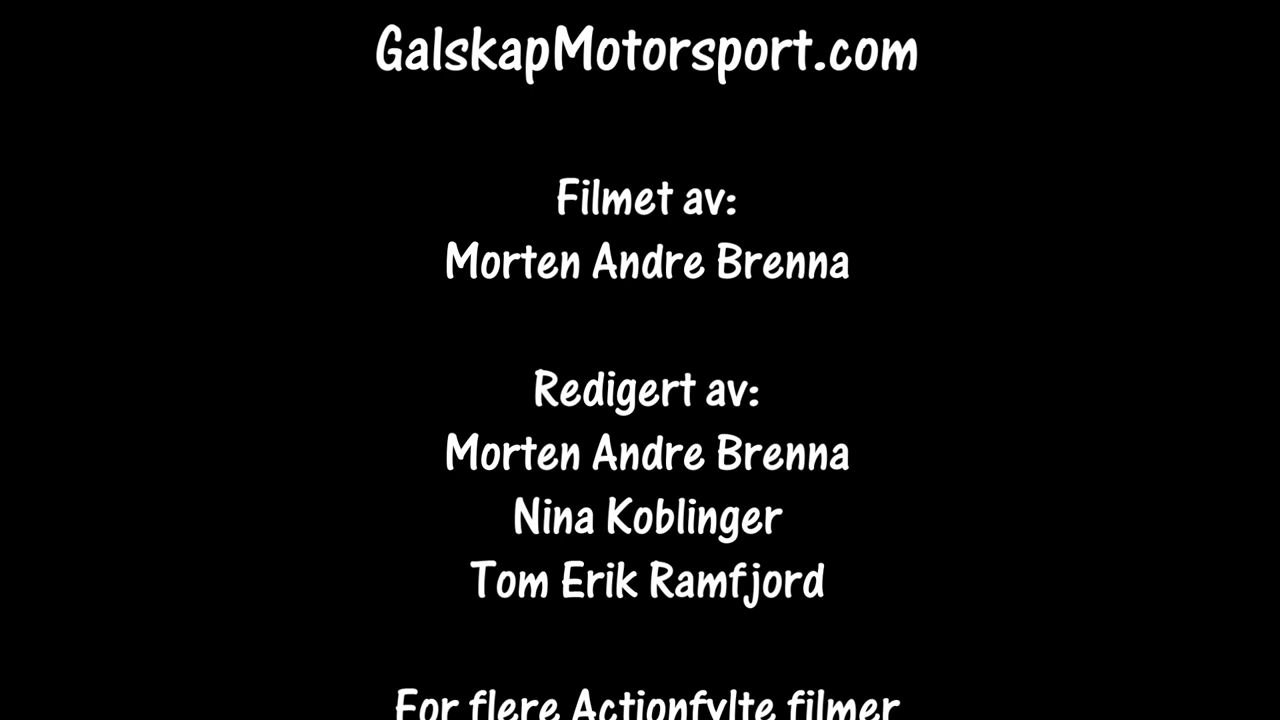 GalskapMotorsport.com
Filmet av:
Morten Andre Brenna
Redigert av:
Morten Andre Brenna
Nina Koblinger
Tom Erik Ramfjord
For flere Actionfylte filmer